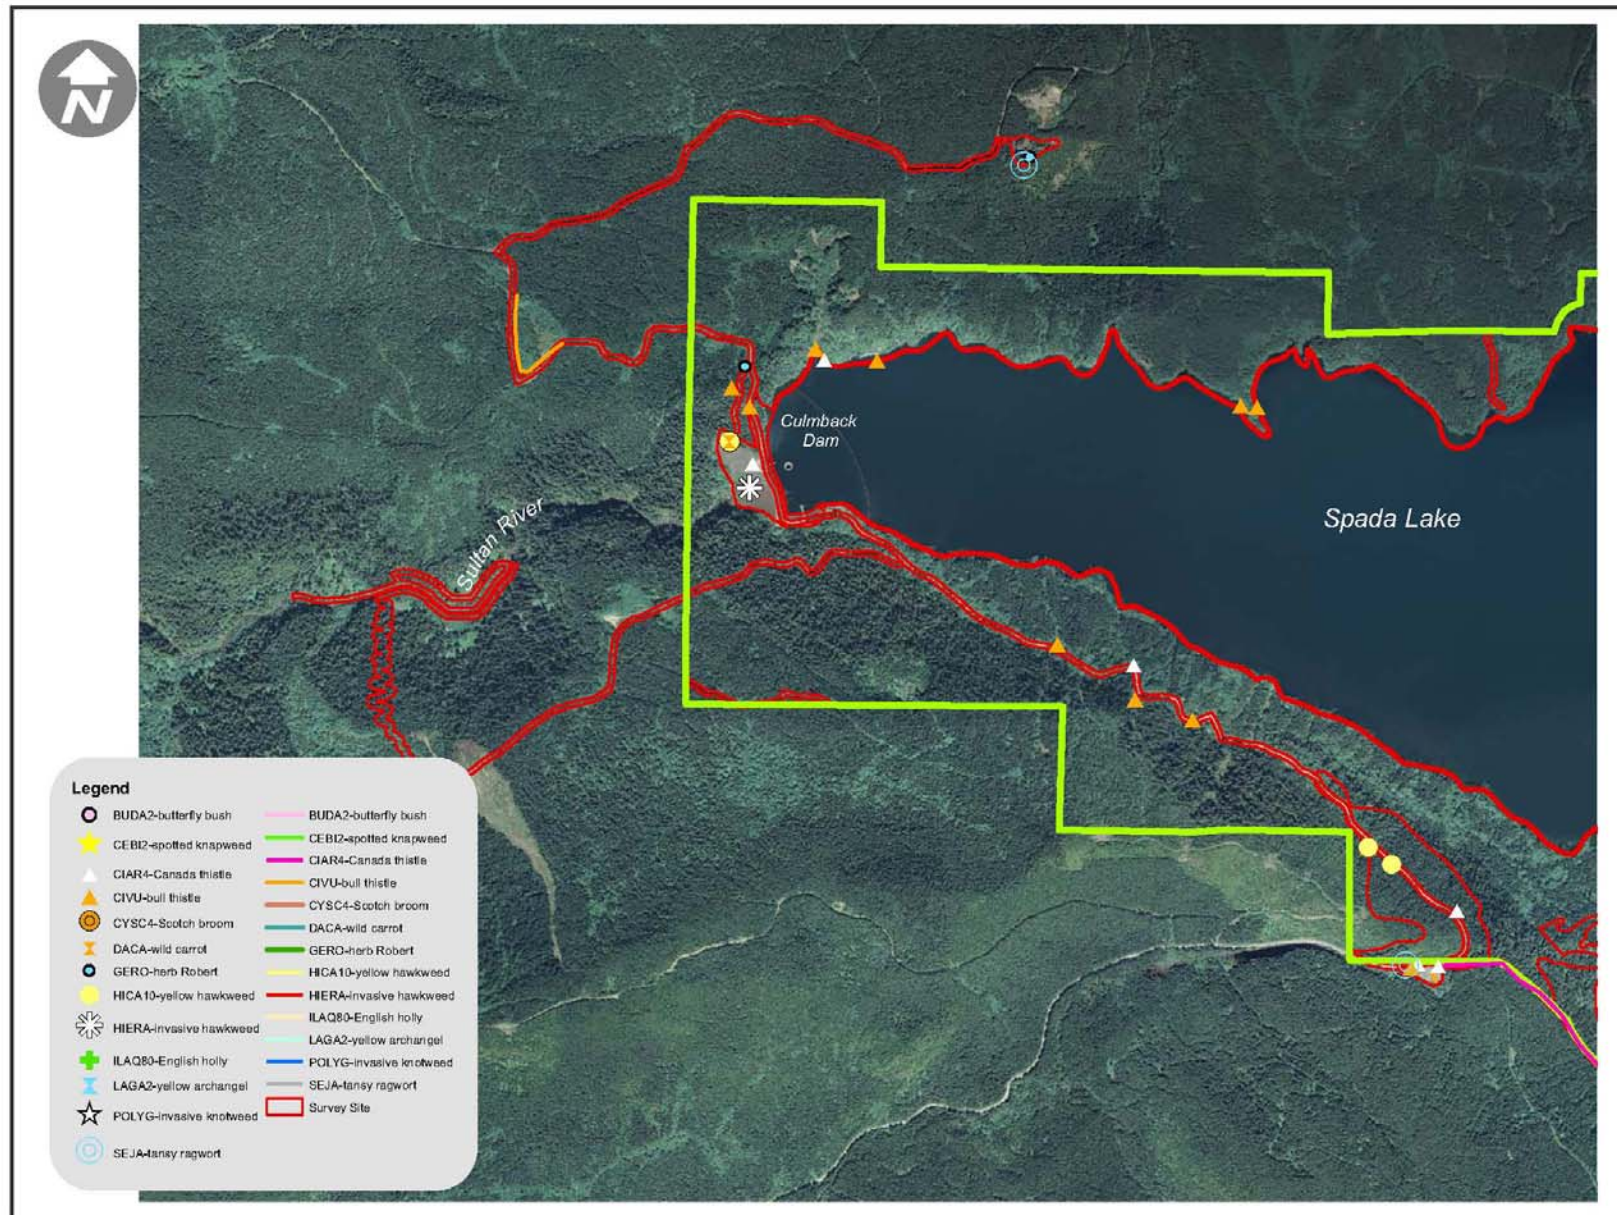 N
Culmback
Dam
Spada Lake
Sultan River
Legend
BUDA2-butterfly bush
CEBI2-spotted knapweed
CIAR4-Canada thistle
CIVU-bull thistle
CYSC4-Scotch broom
DACA-wild carrot
GERO-herb Robert
HICA10-yellow hawkweed
HIERA-invasive hawkweed
ILAQ80-English holly
LAGA2-yellow archangel
POLYG-invasive knotweed
SEJA-tansy ragwort
BUDA2-butterfly bush
CEBI2-spotted knapweed
CIAR4-Canada thistle
CIVU-bull thistle
CYSC4-Scotch broom
DACA-wild carrot
GERO-herb Robert
HICA10-yellow hawkweed
HIERA-invasive hawkweed
ILAQ80-English holly
LAGA2-yellow archangel
POLYG-invasive knotweed
SEJA-tansy ragwort
Survey Site